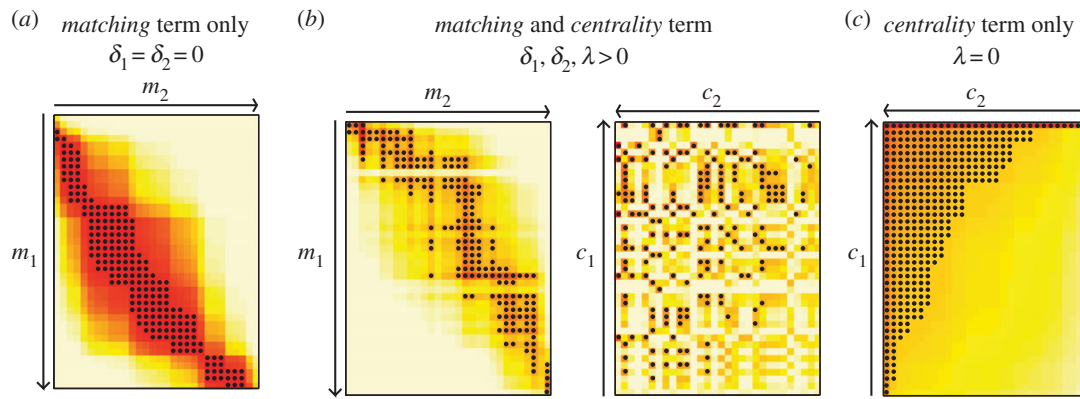 (a) matching term only
δ1 = δ2 = 0
m2
m1
(b) matching and centrality term
δ1, δ2, λ > 0
m2
m1
c2
c1
(c) centrality term only
λ = 0
c2
c1